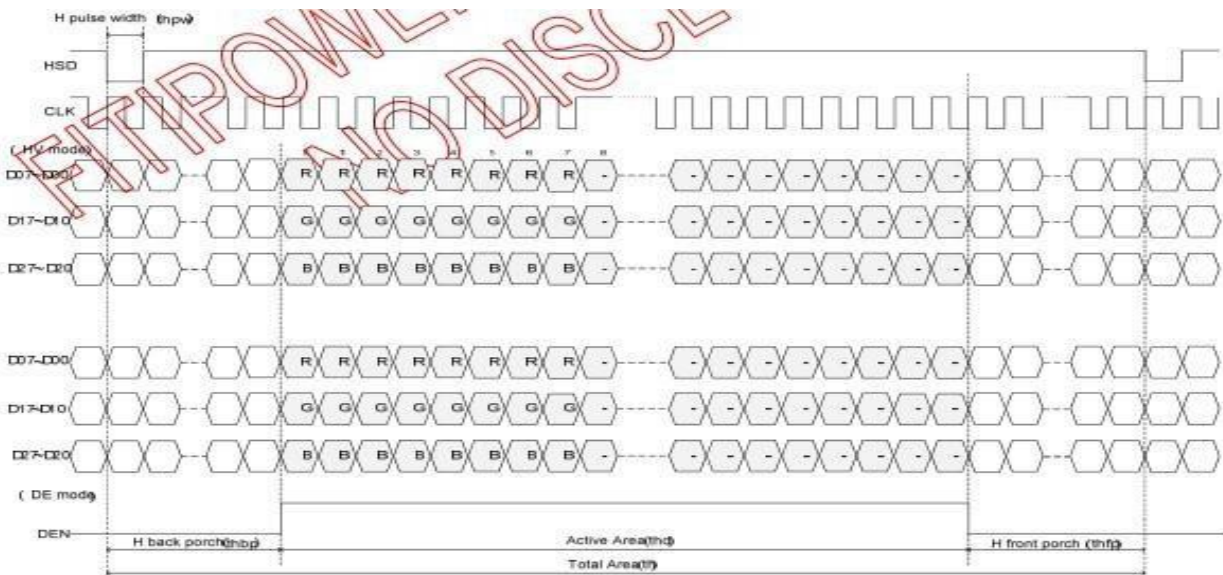 H pulse width (thpw)
FITIPOWER
NO DISCL
HSD
CLK
( HV mode)
1 2 3 4 5 6 7 8
D07~D00 R R R R R R R R - - - - - - - - -
D17~D10 G G G G G G G G - - - - - - - - -
D27~D20 B B B B B B B B - - - - - - - - -
D07~D00 R R R R R R R R - - - - - - - - -
D17~D10 G G G G G G G G - - - - - - - - -
D27~D20 B B B B B B B B - - - - - - - - -
( DE mode)
DEN
H back porch(thbp) Active Area(thd) H front porch (thfp)
Total Area(th)